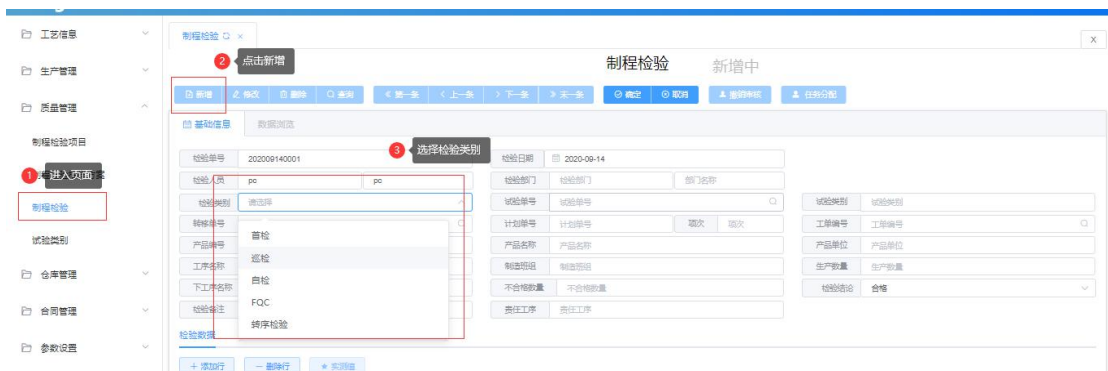 工艺信息
制程检验 ×
X
2 点击新增
制程检验 新增中
生产管理
新增 修改 删除 查询 第一条 上一条 下一条 末一条 确定 取消 撤销审核 任务分配
质量管理
基础信息 数据浏览
制程检验项目
3 选择检验类别
检验单号 202009140001 检验日期 2020-09-14
1 进入页面 案
检验人员 pc pc 检验部门 检验部门 部门名称
制程检验
检验类别 请选择 试验单号 试验单号 试验类别 试验类别
转移单号 计划单号 计划单号 项次 项次 工单编号 工单编号
首检
试验类别
产品编号 产品名称 产品名称 产品单位 产品单位
巡检
工序名称 制造班组 制造班组 生产数量 生产数量
仓库管理
自检
下工序名称 不合格数量 不合格数量 检验结论 合格
FQC
合同管理
检验备注 责任工序 责任工序
转序检验
检验数据
参数设置
+ 添加行 − 删除行 ★ 实测值